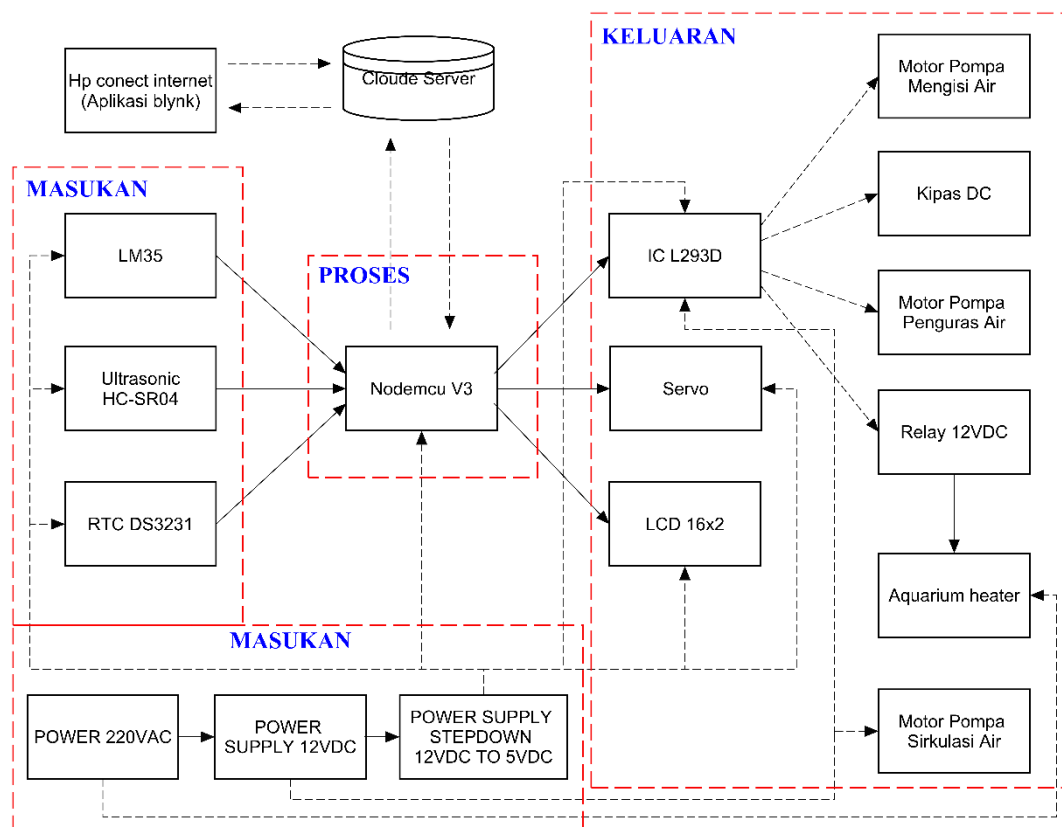 KELUARAN
Hp conect internet
(Aplikasi blynk)
Cloude Server
Motor Pompa
Mengisi Air
MASUKAN
LM35
PROSES
IC L293D
Kipas DC
Motor Pompa
Penguras Air
Ultrasonic
HC-SR04
Nodemcu V3
Servo
Relay 12VDC
RTC DS3231
LCD 16x2
Aquarium heater
MASUKAN
POWER 220VAC
POWER
SUPPLY 12VDC
POWER SUPPLY
STEPDOWN
12VDC TO 5VDC
Motor Pompa
Sirkulasi Air